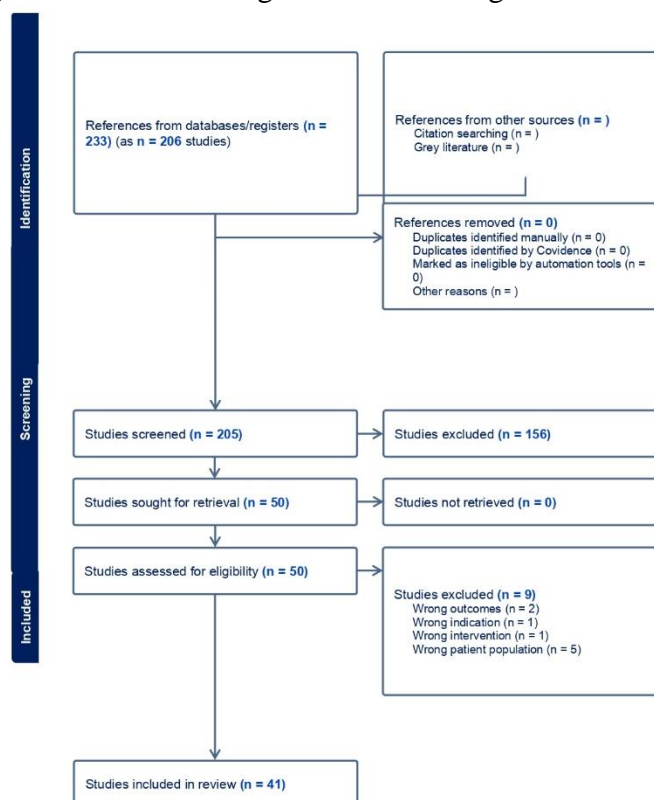 Identification
References from databases/registers (n =
233) (as n = 206 studies)
References from other sources (n = )
Citation searching (n = )
Grey literature (n = )
References removed (n = 0)
Duplicates identified manually (n = 0)
Duplicates identified by Covidence (n = 0)
Marked as ineligible by automation tools (n =
0)
Other reasons (n = )
Screening
Studies screened (n = 205)
Studies excluded (n = 156)
Studies sought for retrieval (n = 50)
Studies not retrieved (n = 0)
Studies assessed for eligibility (n = 50)
Studies excluded (n = 9)
Wrong outcomes (n = 2)
Wrong indication (n = 1)
Wrong intervention (n = 1)
Wrong patient population (n = 5)
Included
Studies included in review (n = 41)